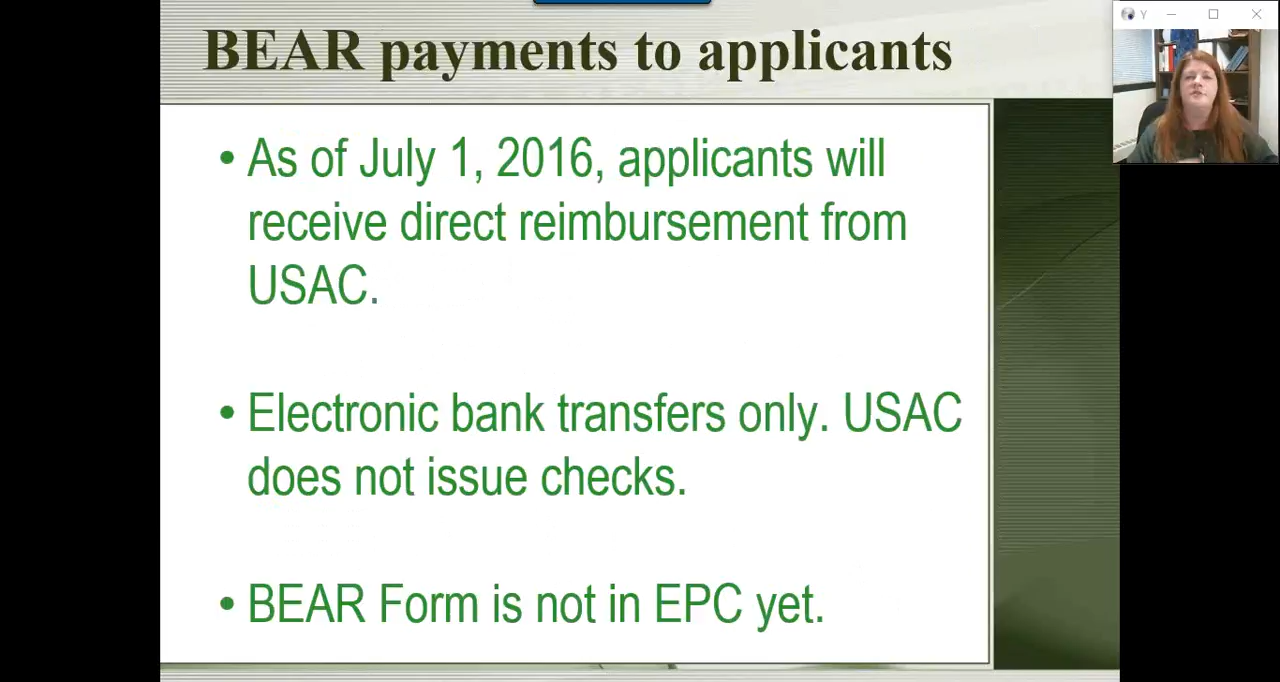 BEAR payments to applicants
Y
• As of July 1, 2016, applicants will
receive direct reimbursement from
USAC.
• Electronic bank transfers only. USAC
does not issue checks.
• BEAR Form is not in EPC yet.